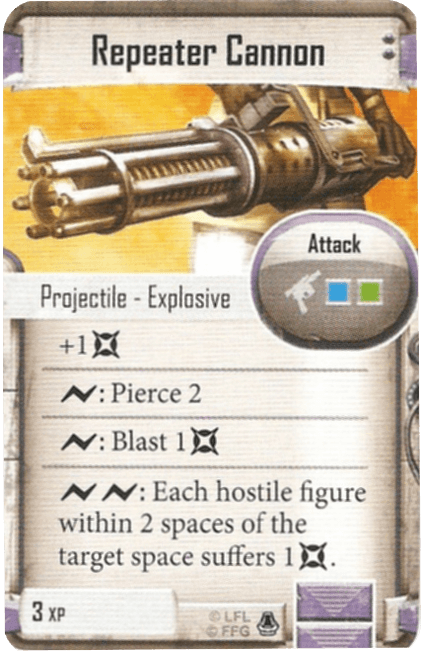 Repeater Cannon
Attack
Projectile - Explosive
+1
: Pierce 2
: Blast 1
: Each hostile figure
within 2 spaces of the
target space suffers 1 .
3 XP
© LFL
© FFG